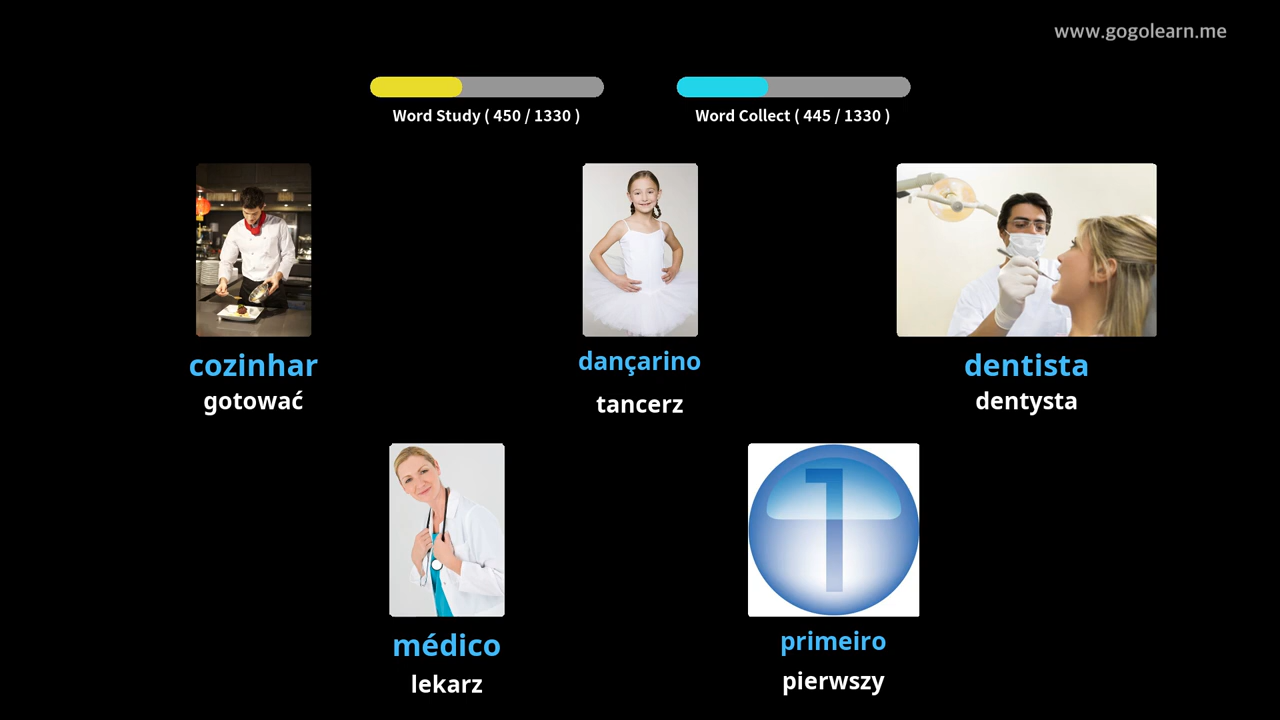 www.gogolearn.me
Word Study ( 450 / 1330 )
Word Collect ( 445 / 1330 )
cozinhar
gotować
dançarino
tancerz
dentista
dentysta
médico
lekarz
1
primeiro
pierwszy